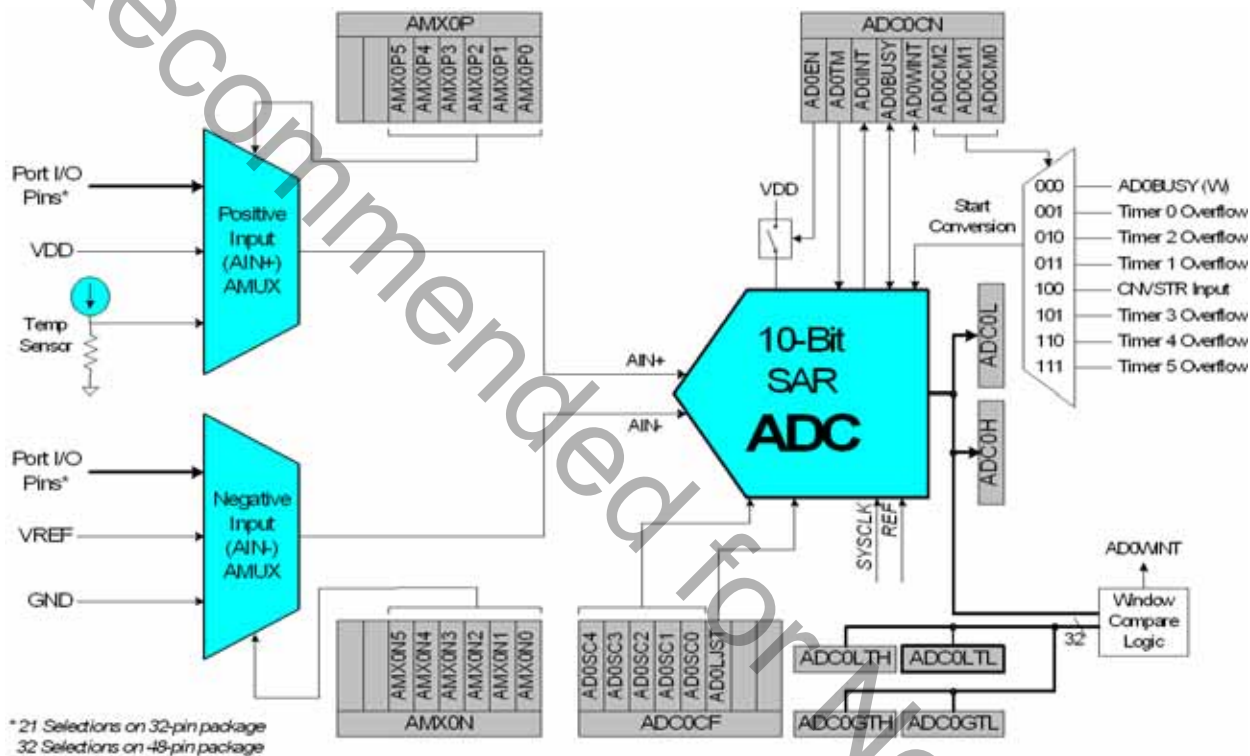 AMX0P
AMX0P5
AMX0P4
AMX0P3
AMX0P2
AMX0P1
AMX0P0
ADC0CN
AD0EN
AD0TM
AD0INT
AD0BUSY
AD0WINT
AD0CM2
AD0CM1
AD0CM0
Port I/O
Pins*
VDD
Temp
Sensor
Positive
Input
(AIN+)
AMUX
VDD
Start
Conversion
000 AD0BUSY (W)
001 Timer 0 Overflow
010 Timer 2 Overflow
011 Timer 1 Overflow
100 CNVSTR Input
101 Timer 3 Overflow
110 Timer 4 Overflow
111 Timer 5 Overflow
AIN+
AIN-
10-Bit
SAR
ADC
ADC0L
ADC0H
Port I/O
Pins*
VREF
GND
Negative
Input
(AIN-)
AMUX
SYSCLK
REF
AD0WINT
Window
Compare
Logic
32
AMX0N5
AMX0N4
AMX0N3
AMX0N2
AMX0N1
AMX0N0
AMX0N
AD0SC4
AD0SC3
AD0SC2
AD0SC1
AD0SC0
AD0LJST
ADC0CF
ADC0LTH
ADC0LTL
ADC0GTH
ADC0GTL
* 21 Selections on 32-pin package
32 Selections on 48-pin package
Recommended for Ne